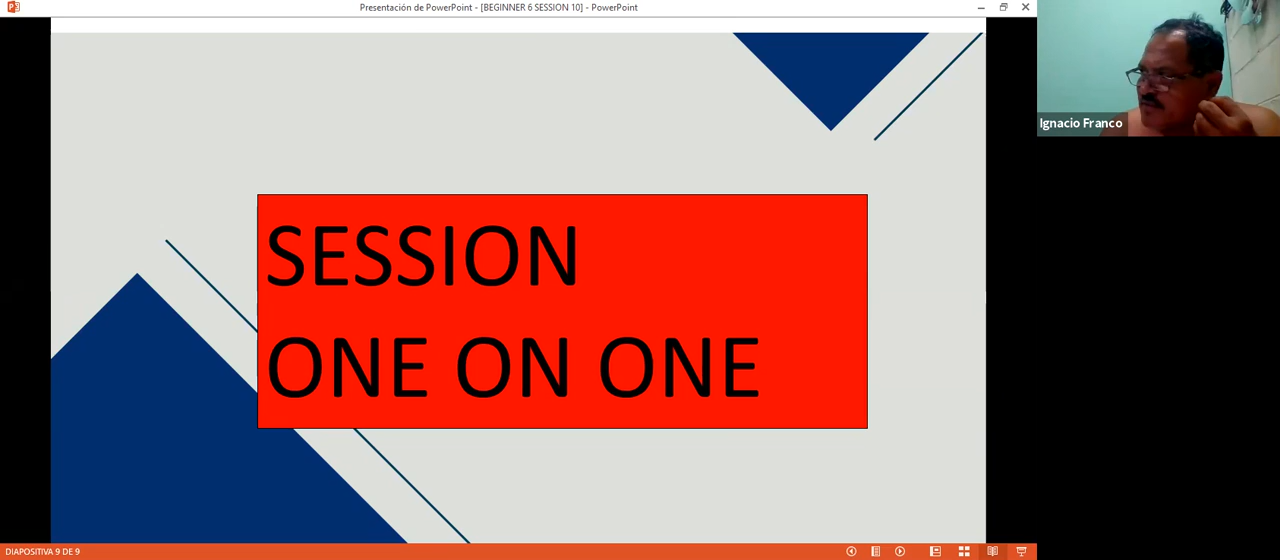 Presentación de PowerPoint - [BEGINNER 6 SESSION 10] - PowerPoint
Ignacio Franco
SESSION
ONE ON ONE
DIAPOSITIVA 9 DE 9